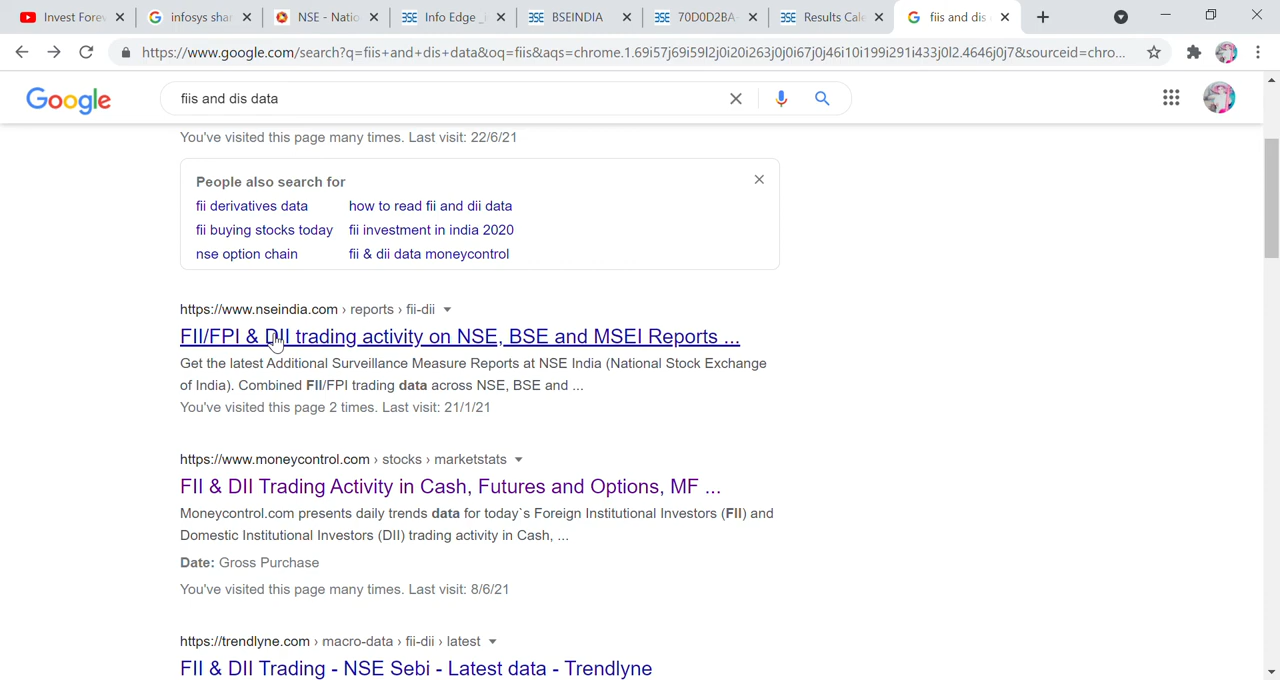 Invest Forev
infosys shar
NSE - Natio
Info Edge _
BSEINDIA
70D0D2BA-
Results Cale
fiis and dis
https://www.google.com/search?q=fiis+and+dis+data&oq=fiis&aqs=chrome.1.69i57j69i59l2j0i20i263j0j0i67j0j46i10i199i291i433j0l2.4646j0j7&sourceid=chro...
Google
fiis and dis data
You've visited this page many times. Last visit: 22/6/21
People also search for
fii derivatives data how to read fii and dii data
fii buying stocks today fii investment in india 2020
nse option chain fii & dii data moneycontrol
https://www.nseindia.com › reports › fii-dii
FII/FPI & DII trading activity on NSE, BSE and MSEI Reports ...
Get the latest Additional Surveillance Measure Reports at NSE India (National Stock Exchange
of India). Combined FII/FPI trading data across NSE, BSE and ...
You've visited this page 2 times. Last visit: 21/1/21
https://www.moneycontrol.com › stocks › marketstats
FII & DII Trading Activity in Cash, Futures and Options, MF ...
Moneycontrol.com presents daily trends data for today`s Foreign Institutional Investors (FII) and
Domestic Institutional Investors (DII) trading activity in Cash, ...
Date: Gross Purchase
You've visited this page many times. Last visit: 8/6/21
https://trendlyne.com › macro-data › fii-dii › latest
FII & DII Trading - NSE Sebi - Latest data - Trendlyne